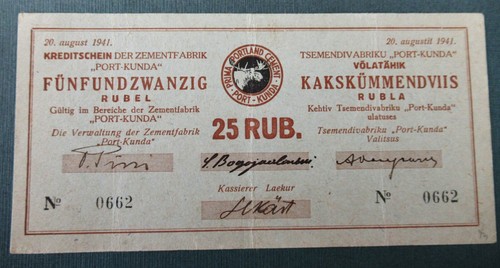 20. august 1941.
KREDITSCHEIN DER ZEMENTFABRIK
„PORT-KUNDA"
FÜNFUNDZWANZIG
RUBEL
Gültig im Bereiche der Zementfabrik
„PORT-KUNDA"
Die Verwaltung der Zementfabrik
„Port-Kunda"
PRIMA PORTLAND CEMENT
PORT-KUNDA
25 RUB.
20. augustil 1941.
TSEMENDIVABRIKU „PORT-KUNDA"
VÕLATÄHIK
KAKSKÜMMENDVIIS
RUBLA
Kehtiv Tsemendivabriku „Port-Kunda"
ulatuses
Tsemendivabriku „Port-Kunda"
Valitsus
Kassierer Laekur
№ 0662
№ 0662